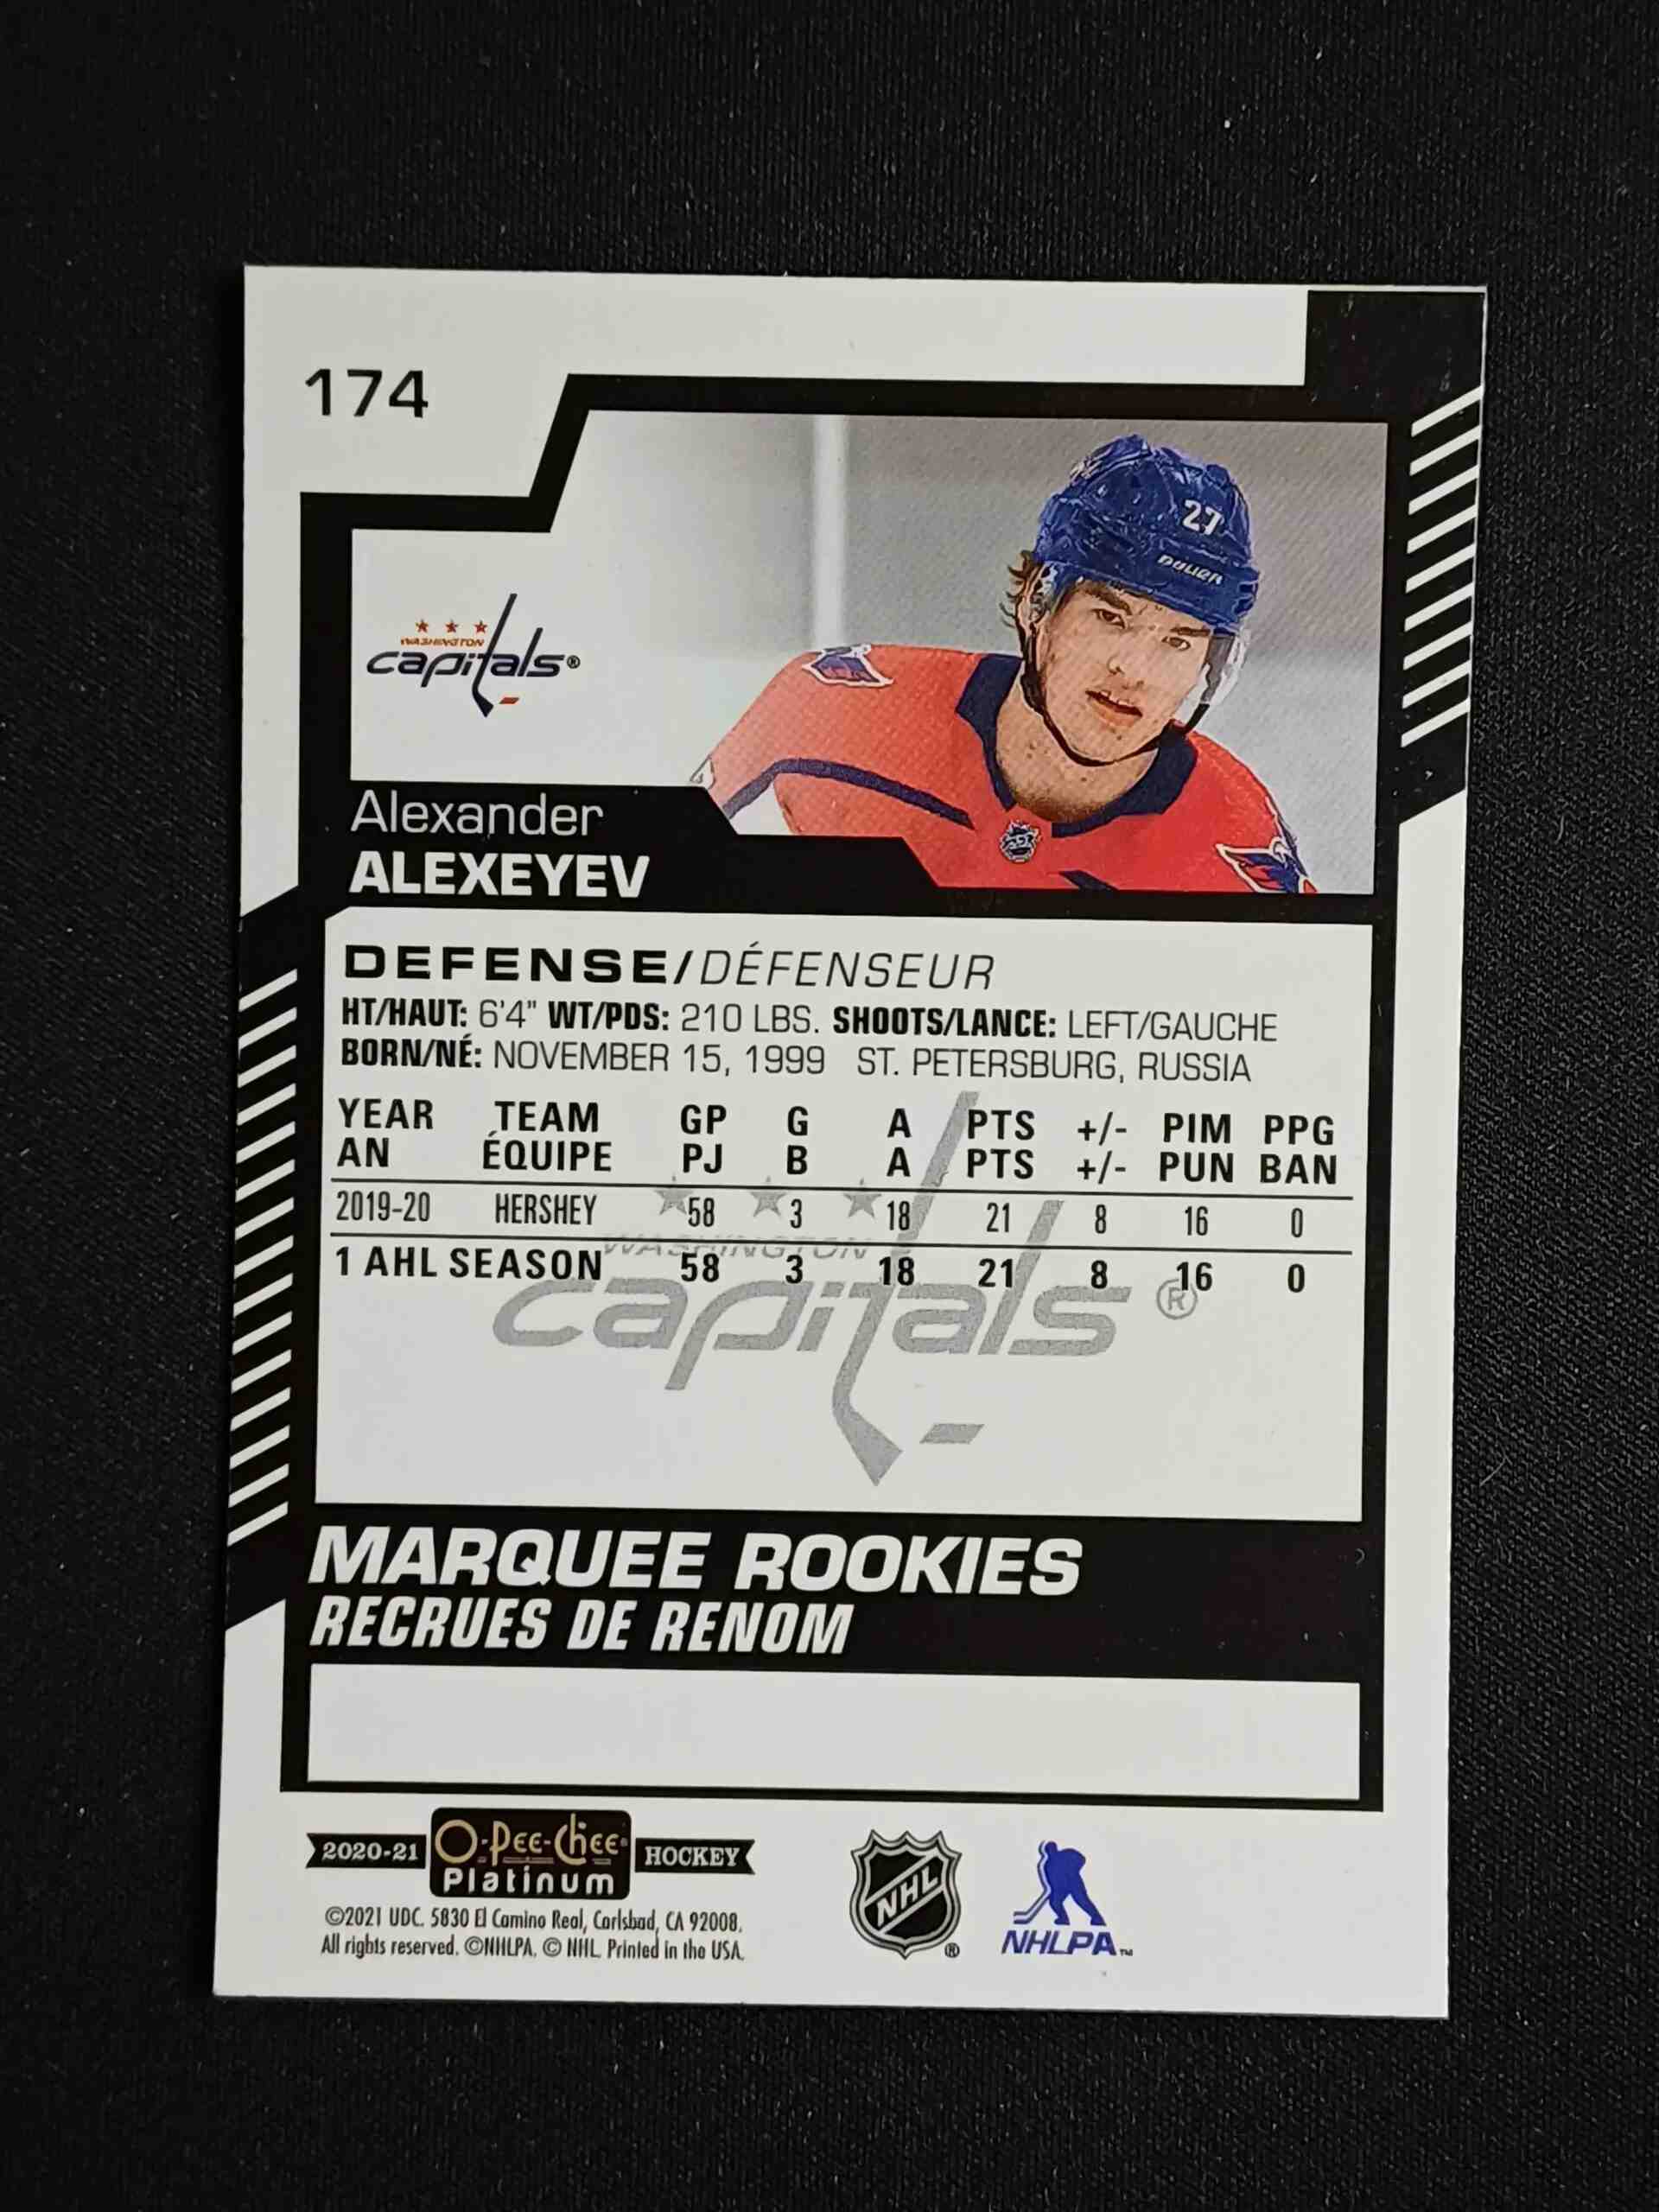 174
27
BAUER
WASHINGTON
capitals®
Alexander
ALEXEYEV
DEFENSE/DÉFENSEUR
HT/HAUT: 6'4" WT/PDS: 210 LBS. SHOOTS/LANCE: LEFT/GAUCHE
BORN/NÉ: NOVEMBER 15, 1999 ST. PETERSBURG, RUSSIA
YEAR TEAM GP G A PTS +/- PIM PPG
AN ÉQUIPE PJ B A PTS +/- PUN BAN
2019-20 HERSHEY 58 3 18 21 8 16 0
1 AHL SEASON 58 3 18 21 8 16 0
WASHINGTON
capitals®
MARQUEE ROOKIES
RECRUES DE RENOM
2020-21 O-Pee-Chee® HOCKEY
Platinum
©2021 UDC. 5830 El Camino Real, Carlsbad, CA 92008.
All rights reserved. ©NHLPA. © NHL. Printed in the USA.
NHL®
NHLPA™